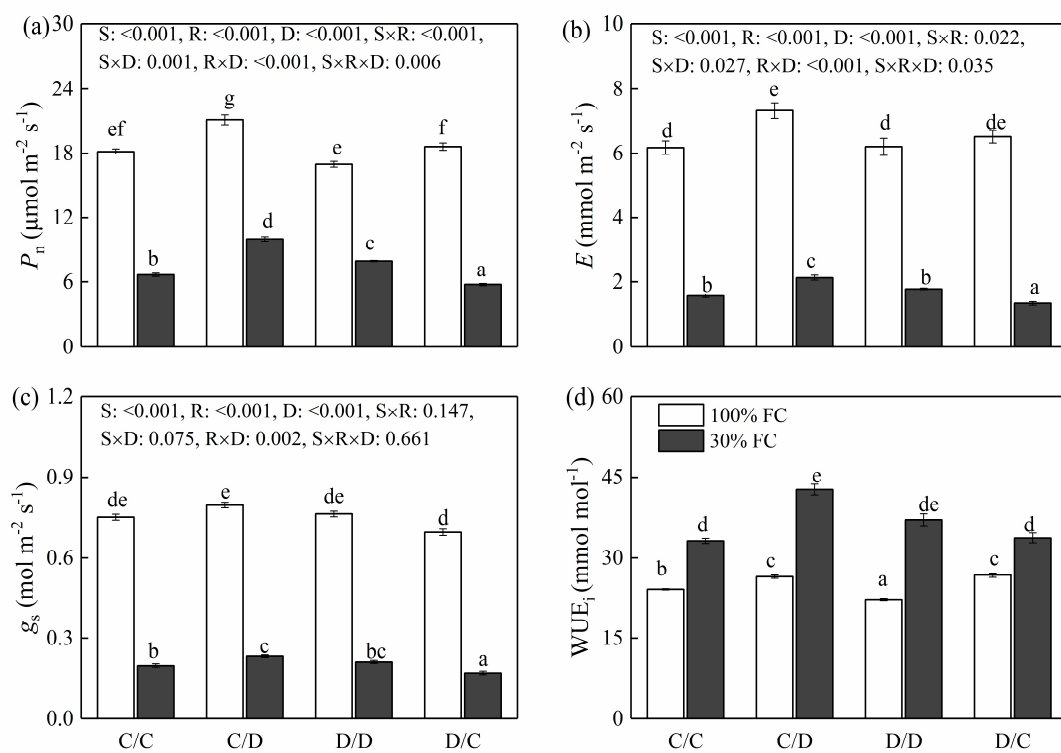 (a)
S: <0.001, R: <0.001, D: <0.001, S×R: <0.001,
S×D: 0.001, R×D: <0.001, S×R×D: 0.006
30
24
18
12
6
0
Pn (μmol m-2 s-1)
ef
b
g
d
e
c
f
a
(b)
S: <0.001, R: <0.001, D: <0.001, S×R: 0.022,
S×D: 0.027, R×D: <0.001, S×R×D: 0.035
10
8
6
4
2
0
E (mmol m-2 s-1)
d
b
e
c
d
b
de
a
(c)
S: <0.001, R: <0.001, D: <0.001, S×R: 0.147,
S×D: 0.075, R×D: 0.002, S×R×D: 0.661
1.2
0.9
0.6
0.3
0.0
gs (mol m-2 s-1)
de
b
e
c
de
bc
d
a
C/C
C/D
D/D
D/C
(d)
100% FC
30% FC
60
45
30
15
0
WUEi (mmol mol-1)
b
d
c
e
a
de
c
d
C/C
C/D
D/D
D/C